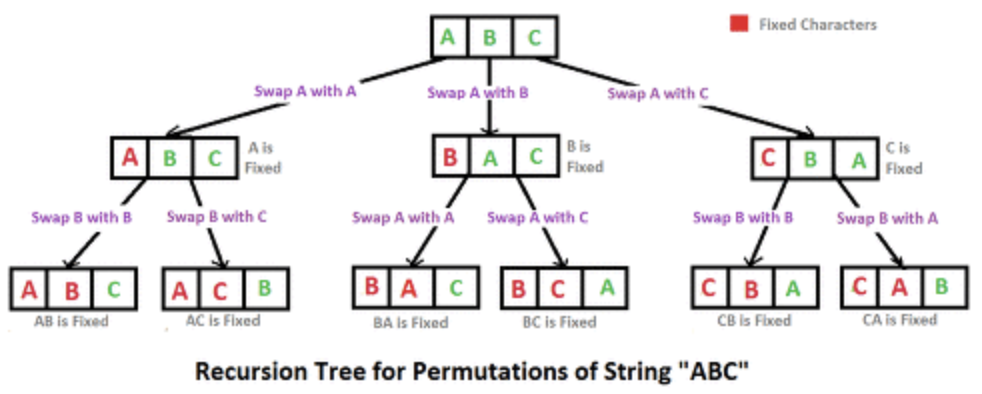 A B C
Fixed Characters
Swap A with A
Swap A with B
Swap A with C
A B C
A is
Fixed
B A C
B is
Fixed
C B A
C is
Fixed
Swap B with B
Swap B with C
Swap A with A
Swap A with C
Swap B with B
Swap B with A
A B C
A C B
B A C
B C A
C B A
C A B
AB is Fixed
AC is Fixed
BA is Fixed
BC is Fixed
CB is Fixed
CA is Fixed
Recursion Tree for Permutations of String "ABC"